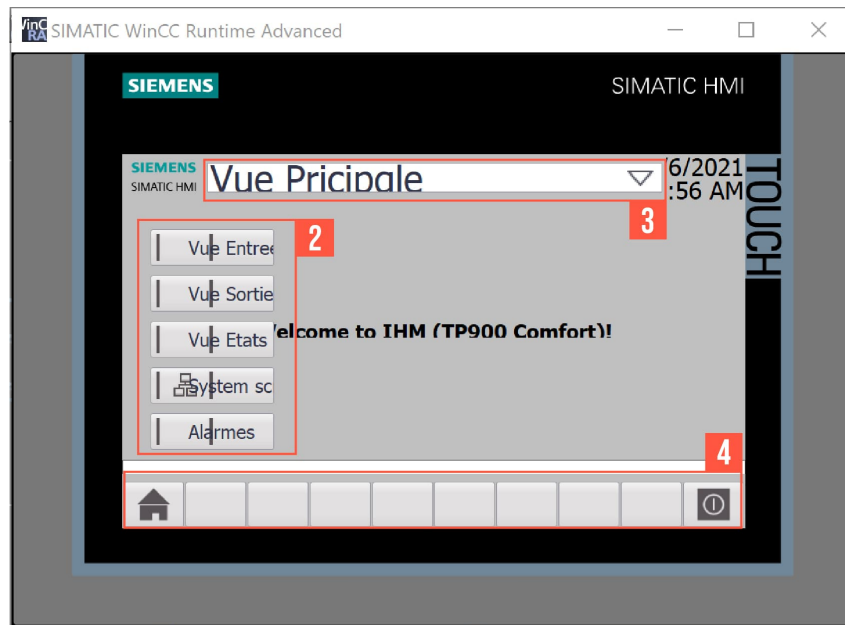 SIMATIC WinCC Runtime Advanced
SIEMENS
SIMATIC HMI
SIEMENS
SIMATIC HMI
Vue Pricipale
/6/2021
:56 AM
3
TOUCH
2
Vue Entree
Vue Sortie
Vue Etats
elcome to IHM (TP900 Comfort)!
System sc
Alarmes
4